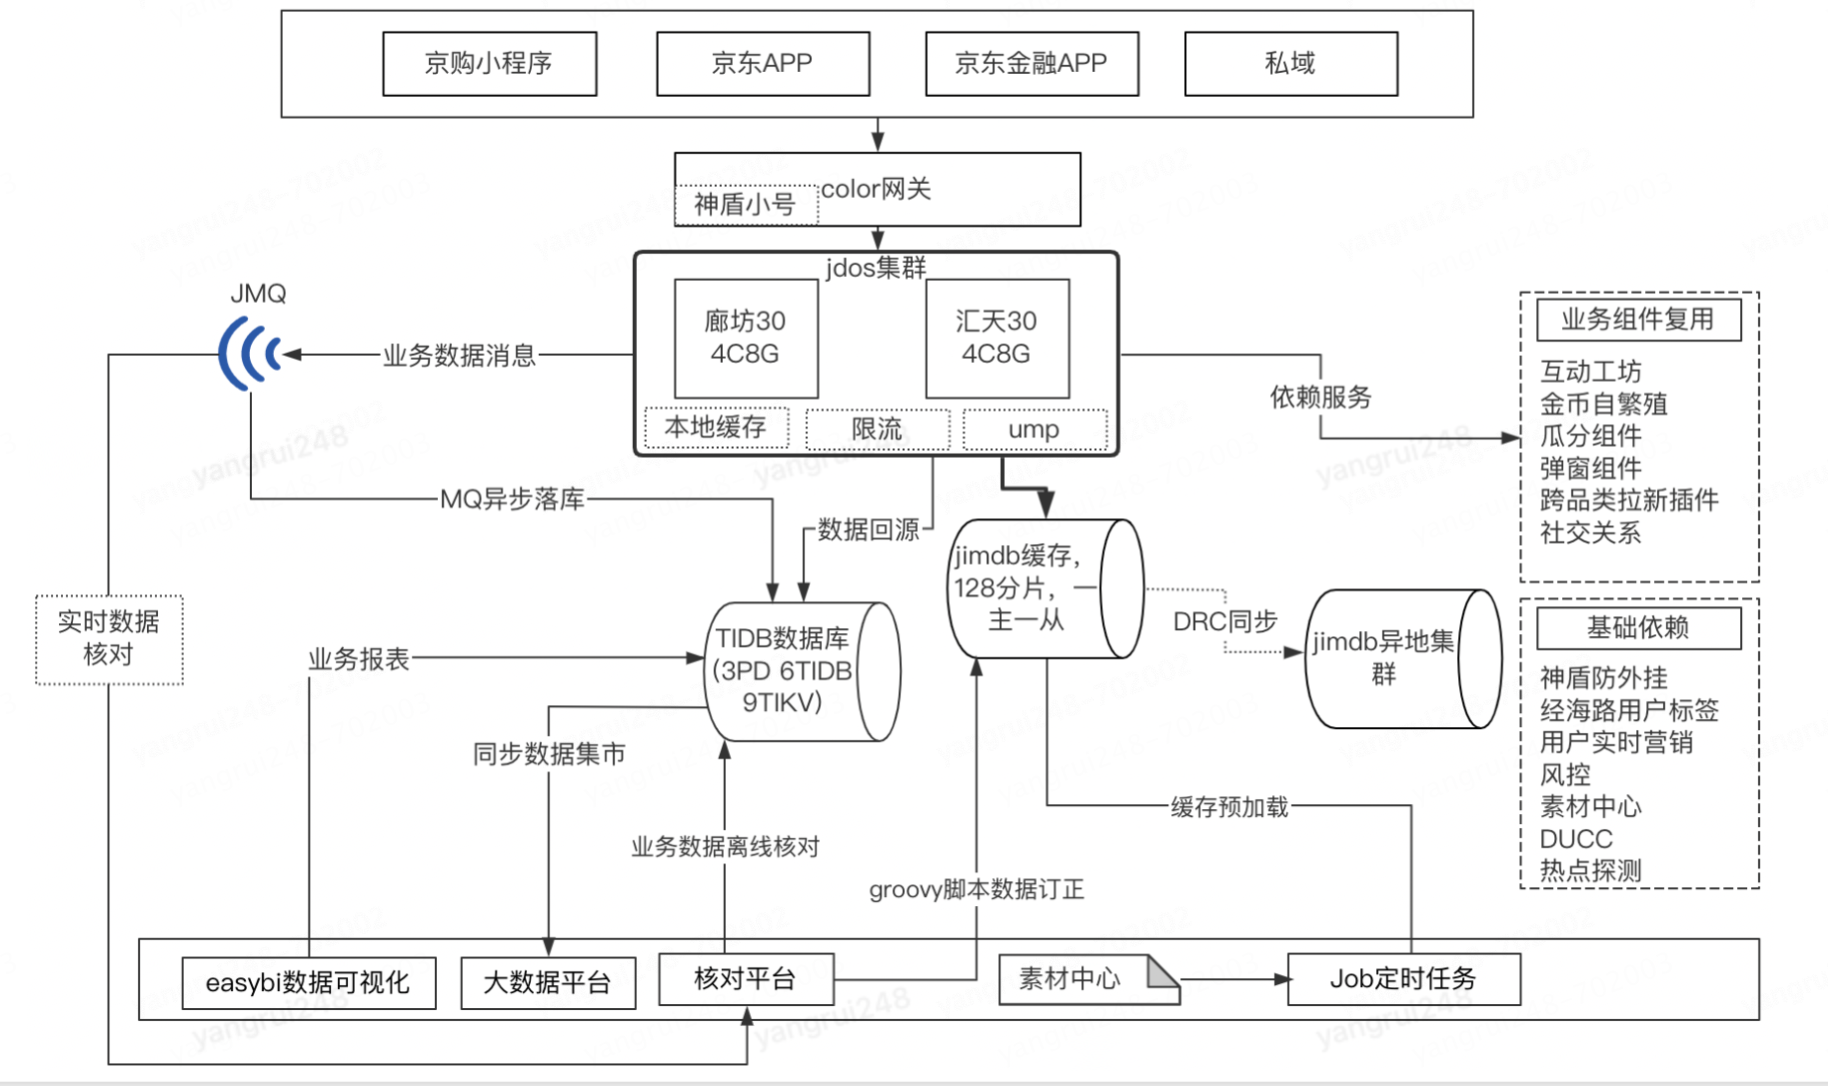 京购小程序
京东APP
京东金融APP
私域
color网关
神盾小号
jdos集群
廊坊30
4C8G
汇天30
4C8G
本地缓存
限流
ump
JMQ
业务数据消息
依赖服务
业务组件复用
互动工坊
金币自繁殖
瓜分组件
弹窗组件
跨品类拉新插件
社交关系
MQ异步落库
数据回源
jimdb缓存，
128分片，一
主一从
DRC同步
jimdb异地集
群
实时数据
核对
业务报表
TIDB数据库
(3PD 6TIDB
9TIKV)
基础依赖
神盾防外挂
经海路用户标签
用户实时营销
风控
素材中心
DUCC
热点探测
同步数据集市
缓存预加载
业务数据离线核对
groovy脚本数据订正
easybi数据可视化
大数据平台
核对平台
素材中心
Job定时任务
yangrui248
yangrui248
yangrui248
yangrui248
yangrui248
yangrui248